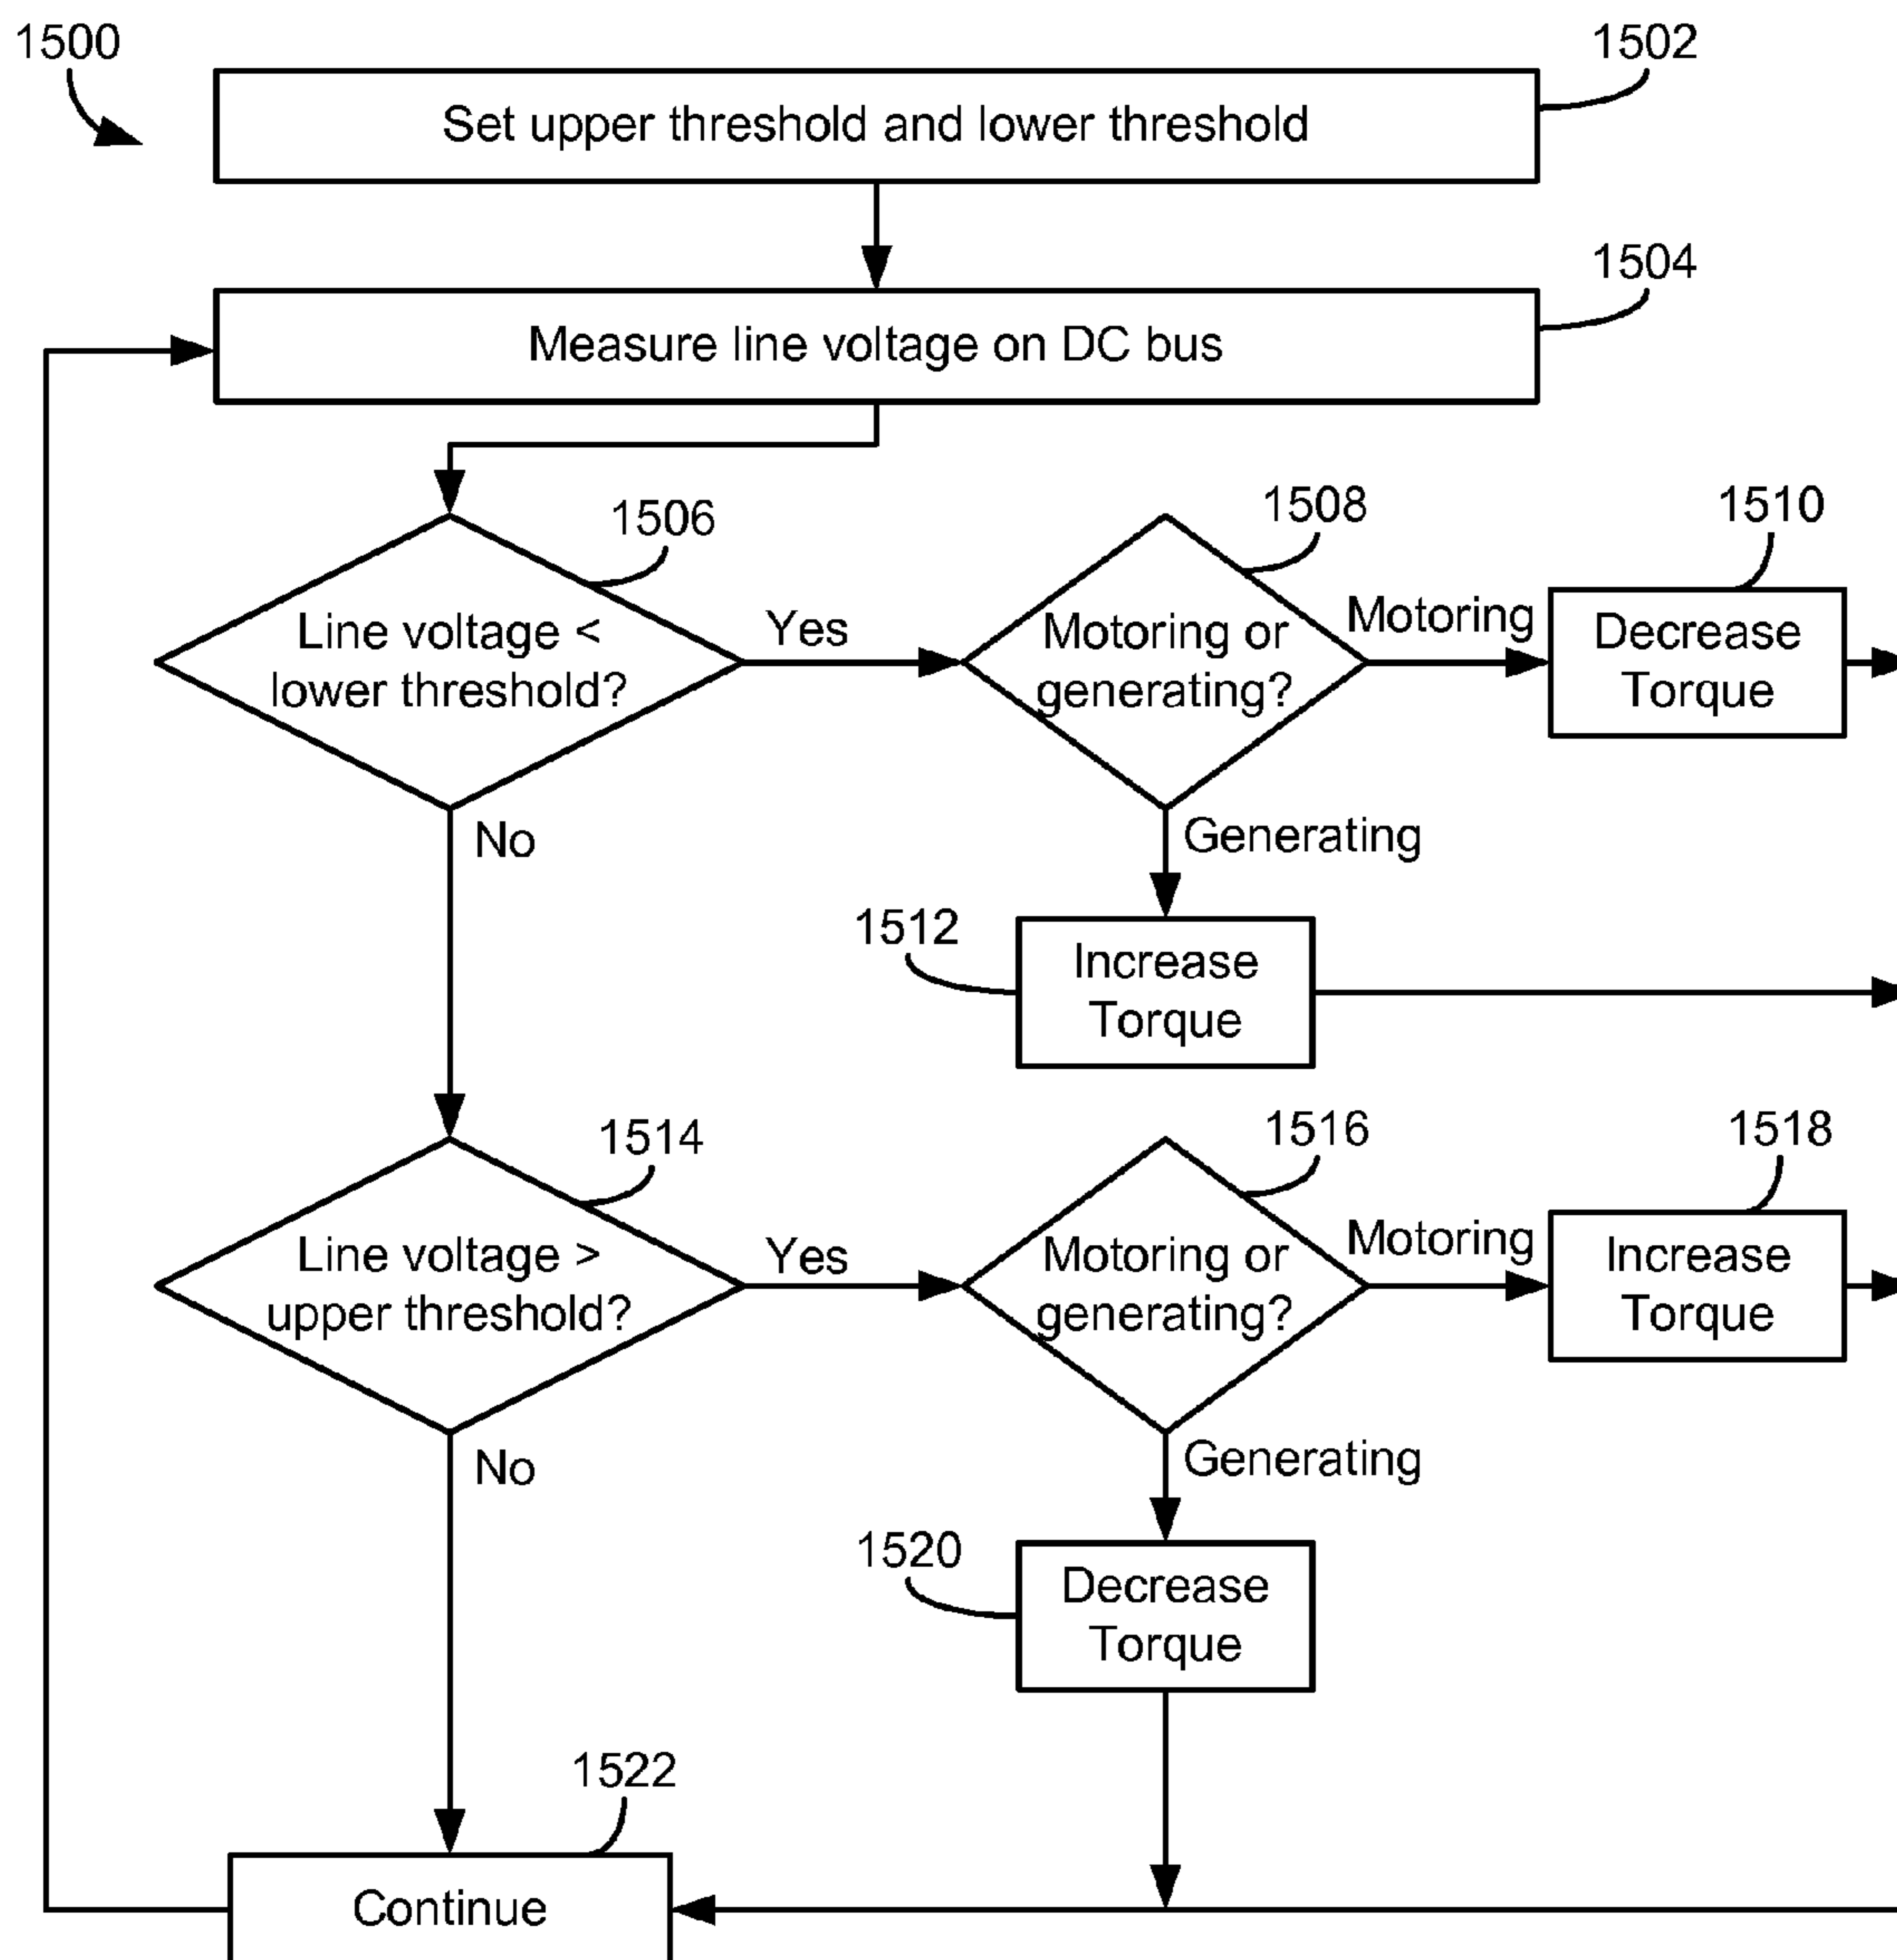 1500
1502
Set upper threshold and lower threshold
1504
Measure line voltage on DC bus
1506
Line voltage <
lower threshold?
Yes
No
1508
Motoring or
generating?
Motoring
Generating
1510
Decrease
Torque
1512
Increase
Torque
1514
Line voltage >
upper threshold?
Yes
No
1516
Motoring or
generating?
Motoring
Generating
1518
Increase
Torque
1520
Decrease
Torque
1522
Continue